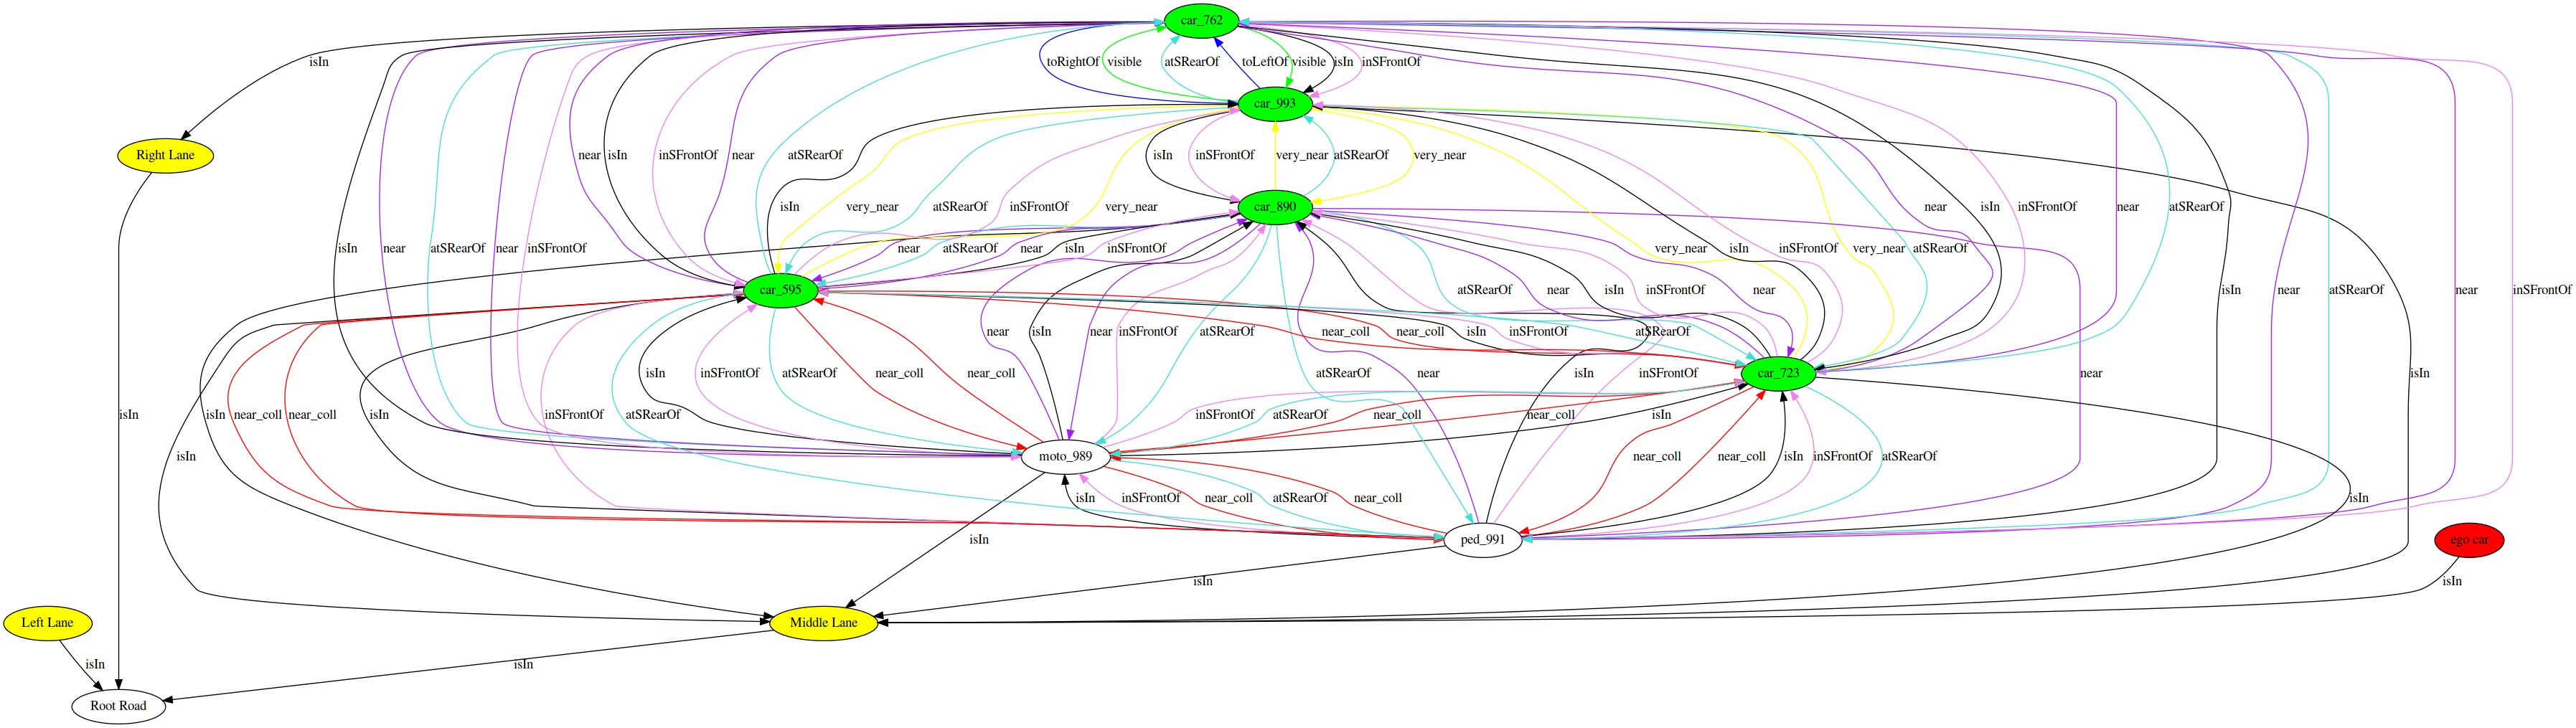 car_762
isIn toRightOf visible atSRearOf toLeftOf visible isIn inSFrontOf
car_993
Right Lane near isIn inSFrontOf near atSRearOf isIn inSFrontOf very_near atSRearOf very_near
isIn near atSRearOf near inSFrontOf isIn very_near atSRearOf inSFrontOf very_near car_890 near isIn inSFrontOf near atSRearOf
near atSRearOf near isIn inSFrontOf very_near isIn inSFrontOf very_near atSRearOf
car_595 atSRearOf near isIn inSFrontOf near isIn near atSRearOf near inSFrontOf
near isIn near inSFrontOf atSRearOf near_coll near_coll isIn inSFrontOf atSRearOf
isIn inSFrontOf atSRearOf near_coll near_coll atSRearOf near isIn inSFrontOf car_723 near isIn
isIn isIn near_coll near_coll isIn inSFrontOf atSRearOf inSFrontOf atSRearOf near_coll near_coll isIn
isIn moto_989 near_coll near_coll isIn inSFrontOf atSRearOf
isIn inSFrontOf near_coll atSRearOf near_coll isIn
isIn ped_991 ego car
isIn isIn
Left Lane Middle Lane
isIn isIn
Root Road